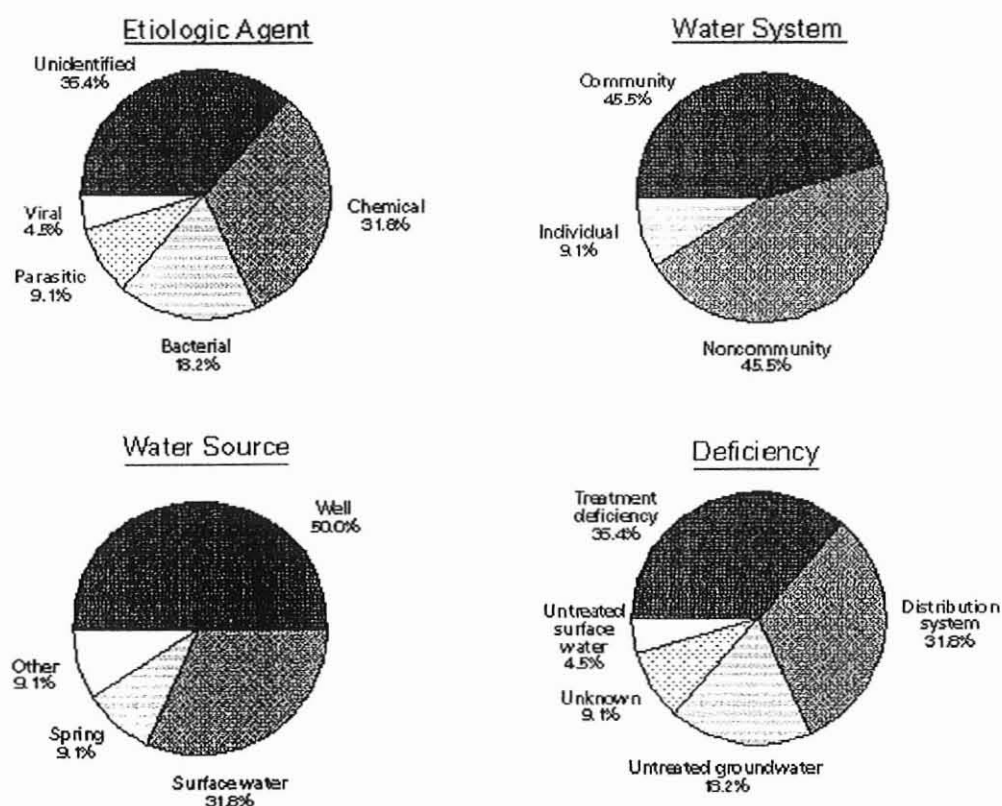 Etiologic Agent
Unidentified
36.4%
Chemical
31.8%
Viral
4.5%
Parasitic
9.1%
Bacterial
18.2%
Water System
Community
45.5%
Individual
9.1%
Noncommunity
45.5%
Water Source
Well
50.0%
Other
9.1%
Spring
9.1%
Surface water
31.8%
Deficiency
Treatment
deficiency
36.4%
Distribution
system
31.8%
Untreated
surface
water
4.5%
Unknown
9.1%
Untreated groundwater
18.2%